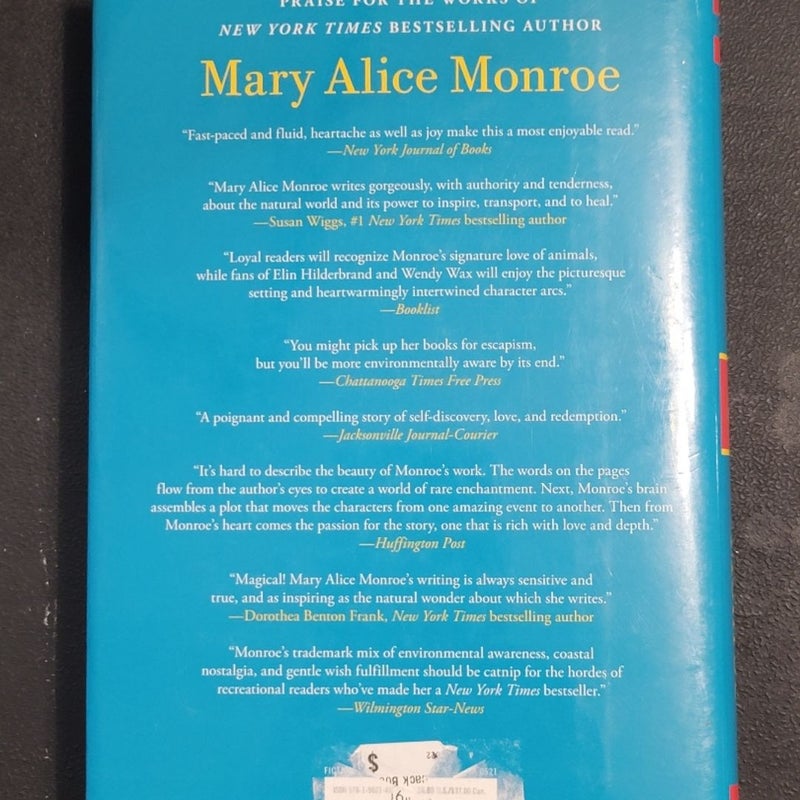 PRAISE FOR THE WORKS OF
NEW YORK TIMES BESTSELLING AUTHOR
Mary Alice Monroe
“Fast-paced and fluid, heartache as well as joy make this a most enjoyable read.”
—New York Journal of Books
“Mary Alice Monroe writes gorgeously, with authority and tenderness,
about the natural world and its power to inspire, transport, and to heal.”
—Susan Wiggs, #1 New York Times bestselling author
“Loyal readers will recognize Monroe’s signature love of animals,
while fans of Elin Hilderbrand and Wendy Wax will enjoy the picturesque
setting and heartwarmingly intertwined character arcs.”
—Booklist
“You might pick up her books for escapism,
but you’ll be more environmentally aware by its end.”
—Chattanooga Times Free Press
“A poignant and compelling story of self-discovery, love, and redemption.”
—Jacksonville Journal-Courier
“It’s hard to describe the beauty of Monroe’s work. The words on the pages
flow from the author’s eyes to create a world of rare enchantment. Next, Monroe’s brain
assembles a plot that moves the characters from one amazing event to another. Then from
Monroe’s heart comes the passion for the story, one that is rich with love and depth.”
—Huffington Post
“Magical! Mary Alice Monroe’s writing is always sensitive and
true, and as inspiring as the natural wonder about which she writes.”
—Dorothea Benton Frank, New York Times bestselling author
“Monroe’s trademark mix of environmental awareness, coastal
nostalgia, and gentle wish fulfillment should be catnip for the hordes of
recreational readers who’ve made her a New York Times bestseller.”
—Wilmington Star-News
$